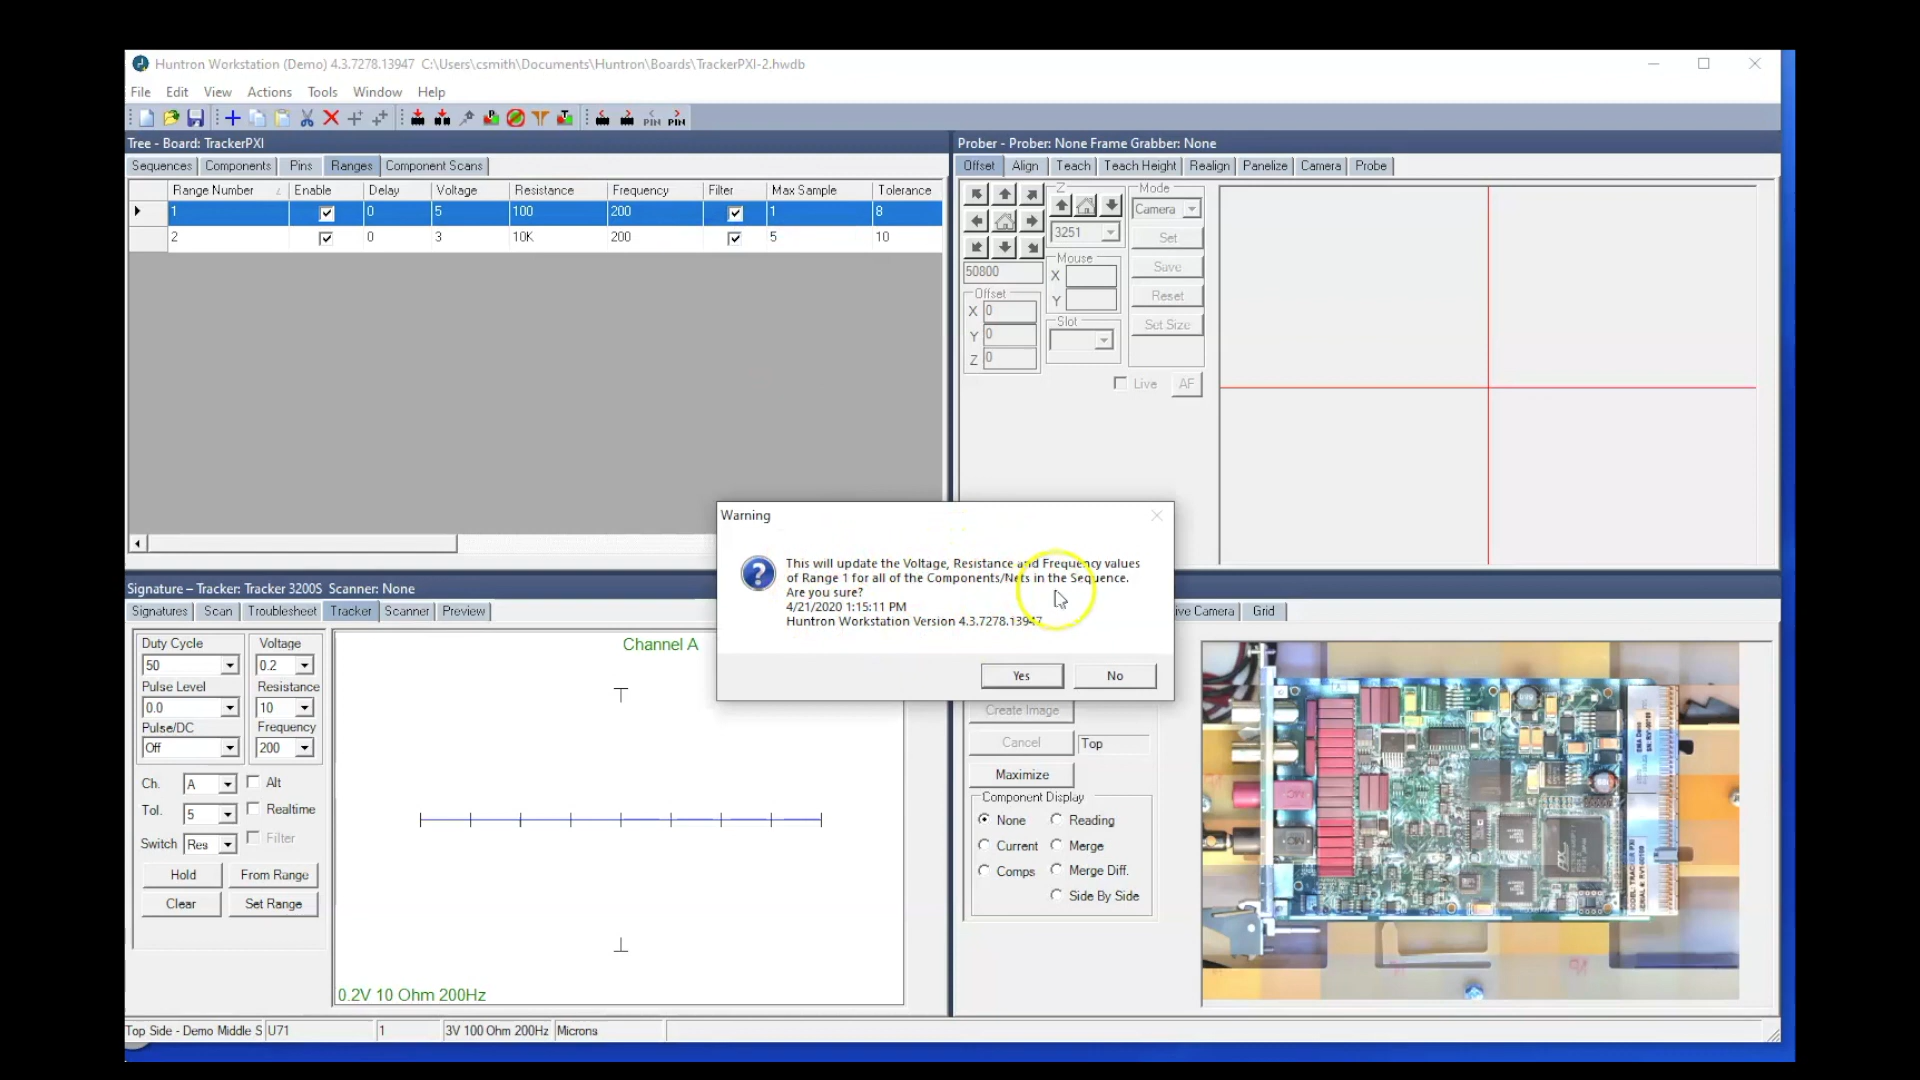 Huntron Workstation (Demo) 4.3.7278.13947 C:\Users\csmith\Documents\Huntron\Boards\TrackerPXI-2.hwdb
File Edit View Actions Tools Window Help
PIN PIN
Tree - Board: TrackerPXI
Sequences Components Pins Ranges Component Scans
Range Number Enable Delay Voltage Resistance Frequency Filter Max Sample Tolerance
1 0 5 100 200 1 8
2 0 3 10K 200 5 10
Prober - Prober: None Frame Grabber: None
Offset Align Teach Teach Height Realign Panelize Camera Probe
Z
Mode
Camera
3251
Set
50800
Mouse
X
Y
Save
Offset
X 0
Y 0
Z 0
Reset
Slot
Set Size
Live AF
Warning
This will update the Voltage, Resistance and Frequency values
of Range 1 for all of the Components/Nets in the Sequence.
Are you sure?
4/21/2020 1:15:11 PM
Huntron Workstation Version 4.3.7278.13947
Yes No
Signature – Tracker: Tracker 3200S Scanner: None
Signatures Scan Troubleshoot Tracker Scanner Preview
Duty Cycle Voltage
50 0.2
Pulse Level Resistance
0.0 10
Pulse/DC Frequency
Off 200
Ch. A Alt
Tol. 5 Realtime
Switch Res Filter
Hold From Range
Clear Set Range
Channel A
0.2V 10 Ohm 200Hz
ive Camera Grid
Create Image
Cancel Top
Maximize
Component Display
None Reading
Current Merge
Comps Merge Diff.
Side By Side
Top Side - Demo Middle S U71 1 3V 100 Ohm 200Hz Microns